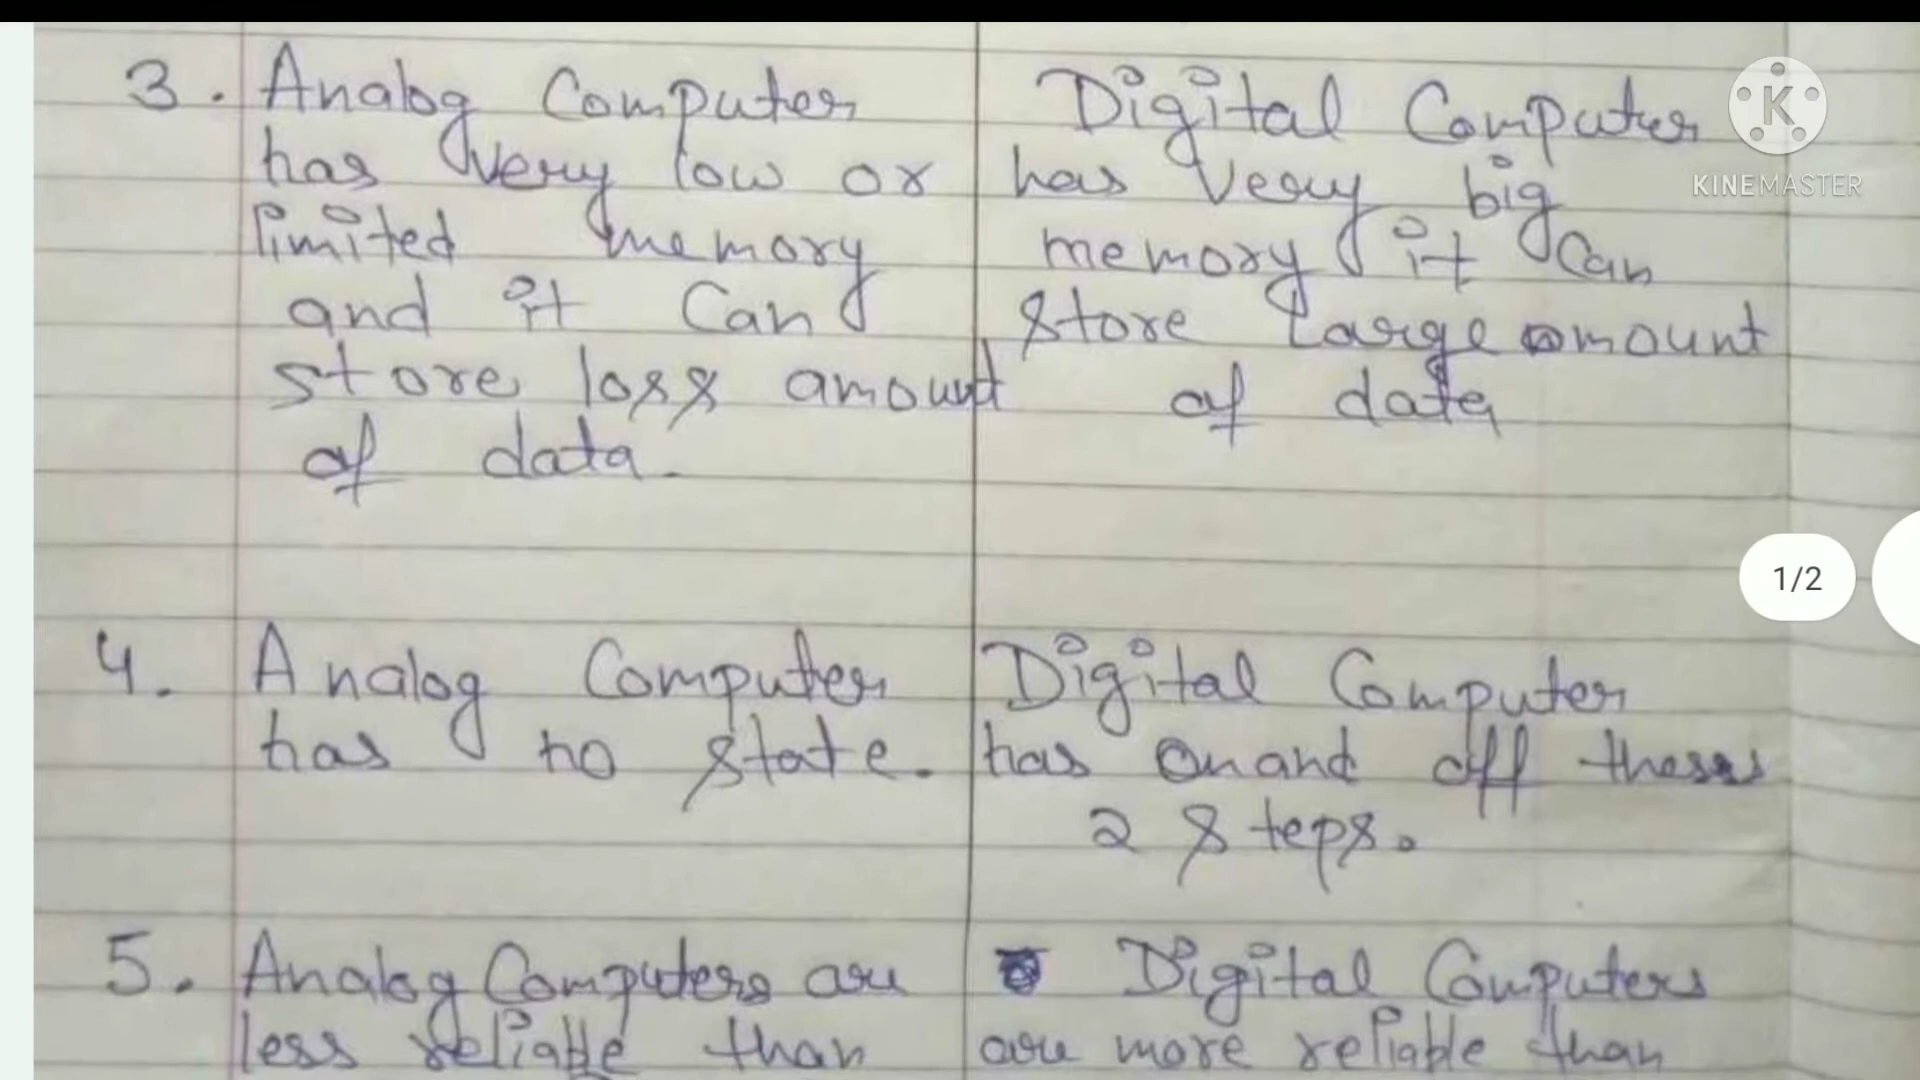 3. Analog Computer
has very low or
limited memory
and it Can
store loss amount
of data.
Digital Computer
has Very big
memory it Can
store large amount
of data
4. Analog Computer
has no state.
Digital Computer
has on and off these
2 steps.
5. Analog Computers are
less reliable than
Digital Computers
are more reliable than
K
KINEMASTER
1/2